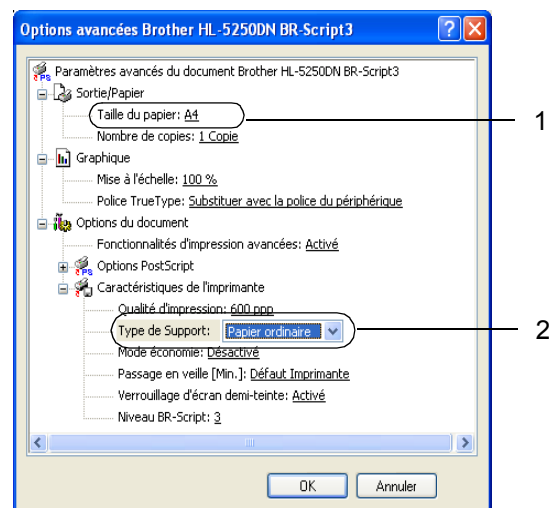 Options avancées Brother HL-5250DN BR-Script3
Paramètres avancés du document Brother HL-5250DN BR-Script3
Sortie/Papier
Taille du papier: A4
1
Nombre de copies: 1 Copie
Graphique
Mise à l'échelle: 100 %
Police TrueType: Substituer avec la police du périphérique
Options du document
Fonctionnalités d'impression avancées: Activé
Options PostScript
Caractéristiques de l'imprimante
Qualité d'impression: 600 ppp
Type de Support: Papier ordinaire
2
Mode économie: Désactivé
Passage en veille [Min.]: Défaut Imprimante
Verrouillage d'écran demi-teinte: Activé
Niveau BR-Script: 3
OK
Annuler